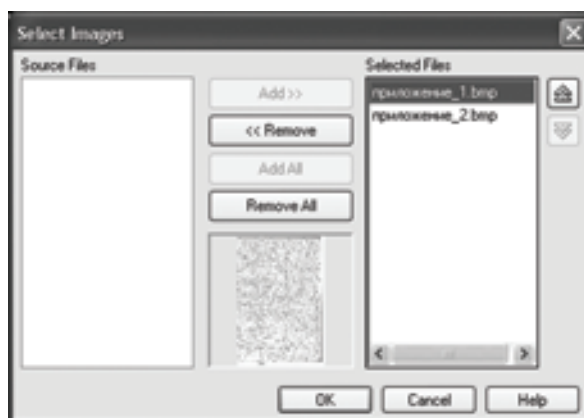 Select Images
Source Files
Selected Files
Add >>
<< Remove
Add All
Remove All
приложение_1.bmp
приложение_2.bmp
OK
Cancel
Help